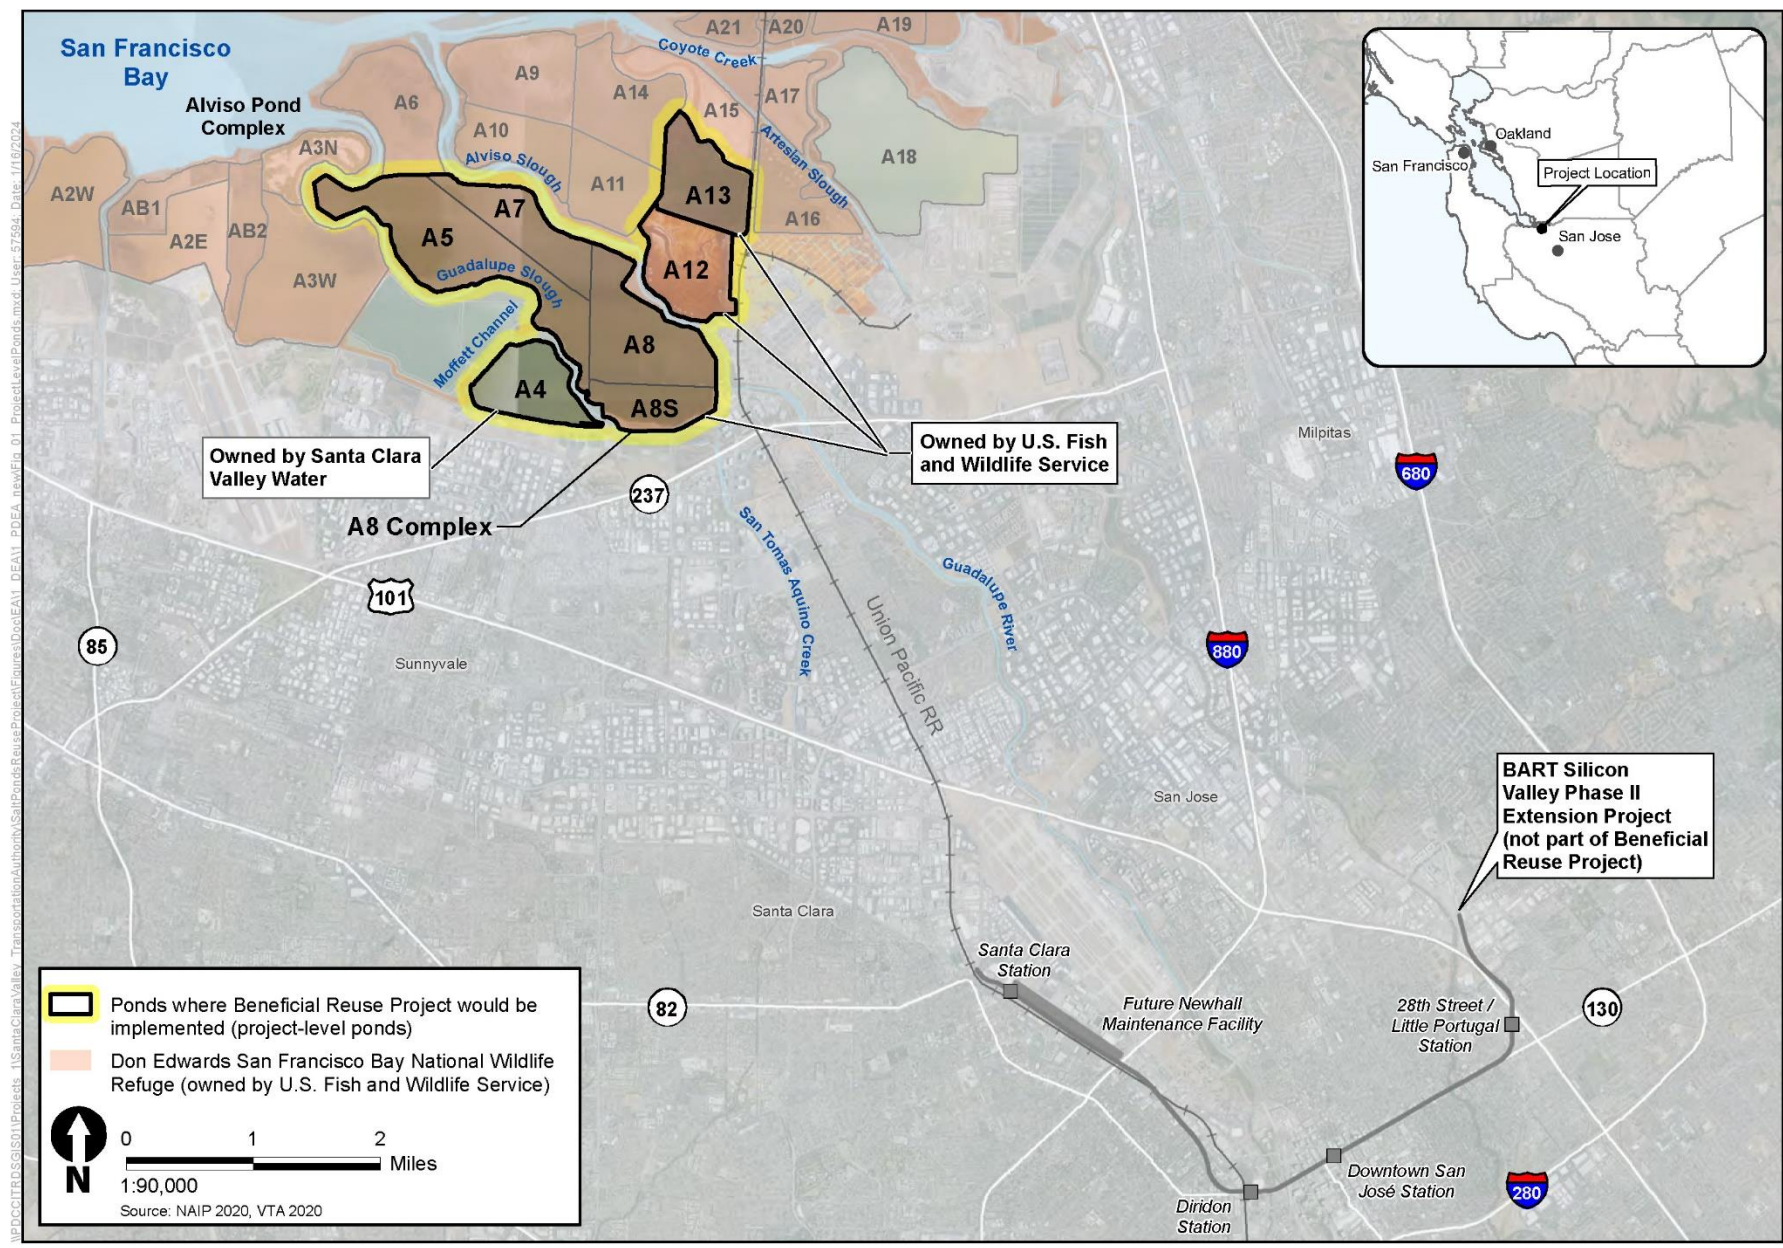 San Francisco
Bay
Alviso Pond
Complex
A21
A20
A19
Coyote Creek
A9
A6
A14
A15
A17
A10
A18
A3N
Alviso Slough
Artesian Slough
A11
A2W
AB1
A13
A7
A16
A2E
AB2
A5
A12
A3W
Guadalupe Slough
Moffett Channel
A8
A4
A8S
Owned by Santa Clara
Valley Water
Owned by U.S. Fish
and Wildlife Service
A8 Complex
237
Oakland
San Francisco
Project Location
San Jose
Milpitas
680
101
85
Sunnyvale
San Tomas Aquino Creek
Guadalupe River
Union Pacific RR
880
San Jose
BART Silicon
Valley Phase II
Extension Project
(not part of Beneficial
Reuse Project)
Santa Clara
Santa Clara
Station
Future Newhall
Maintenance Facility
82
28th Street /
Little Portugal
Station
130
Downtown San
José Station
Diridon
Station
280
Ponds where Beneficial Reuse Project would be
implemented (project-level ponds)
Don Edwards San Francisco Bay National Wildlife
Refuge (owned by U.S. Fish and Wildlife Service)
N
0 1 2
Miles
1:90,000
Source: NAIP 2020, VTA 2020